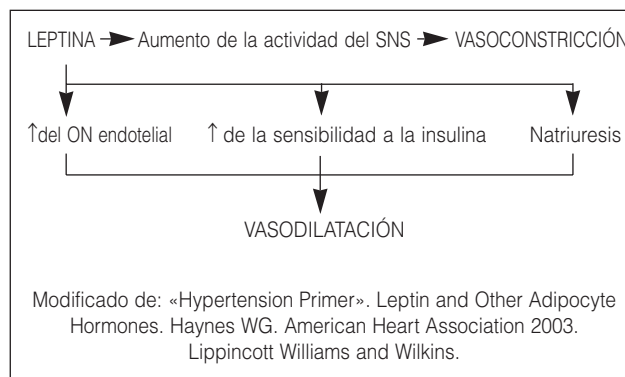 LEPTINA Aumento de la actividad del SNS VASOCONSTRICCIÓN
↑del ON endotelial ↑ de la sensibilidad a la insulina Natriuresis
VASODILATACIÓN
Modificado de: «Hypertension Primer». Leptin and Other Adipocyte
Hormones. Haynes WG. American Heart Association 2003.
Lippincott Williams and Wilkins.